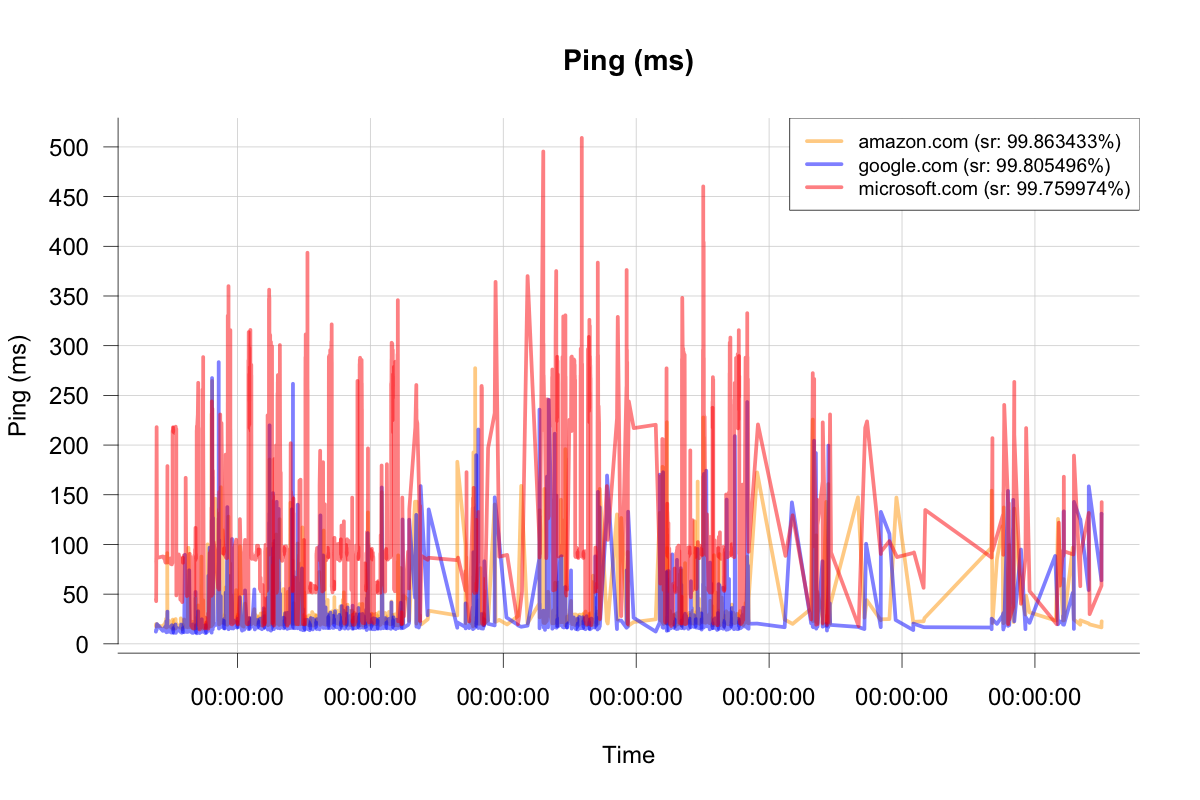 Ping (ms)
amazon.com (sr: 99.863433%)
google.com (sr: 99.805496%)
microsoft.com (sr: 99.759974%)
500
450
400
350
300
250
200
150
100
50
0
Ping (ms)
00:00:00 00:00:00 00:00:00 00:00:00 00:00:00 00:00:00 00:00:00
Time